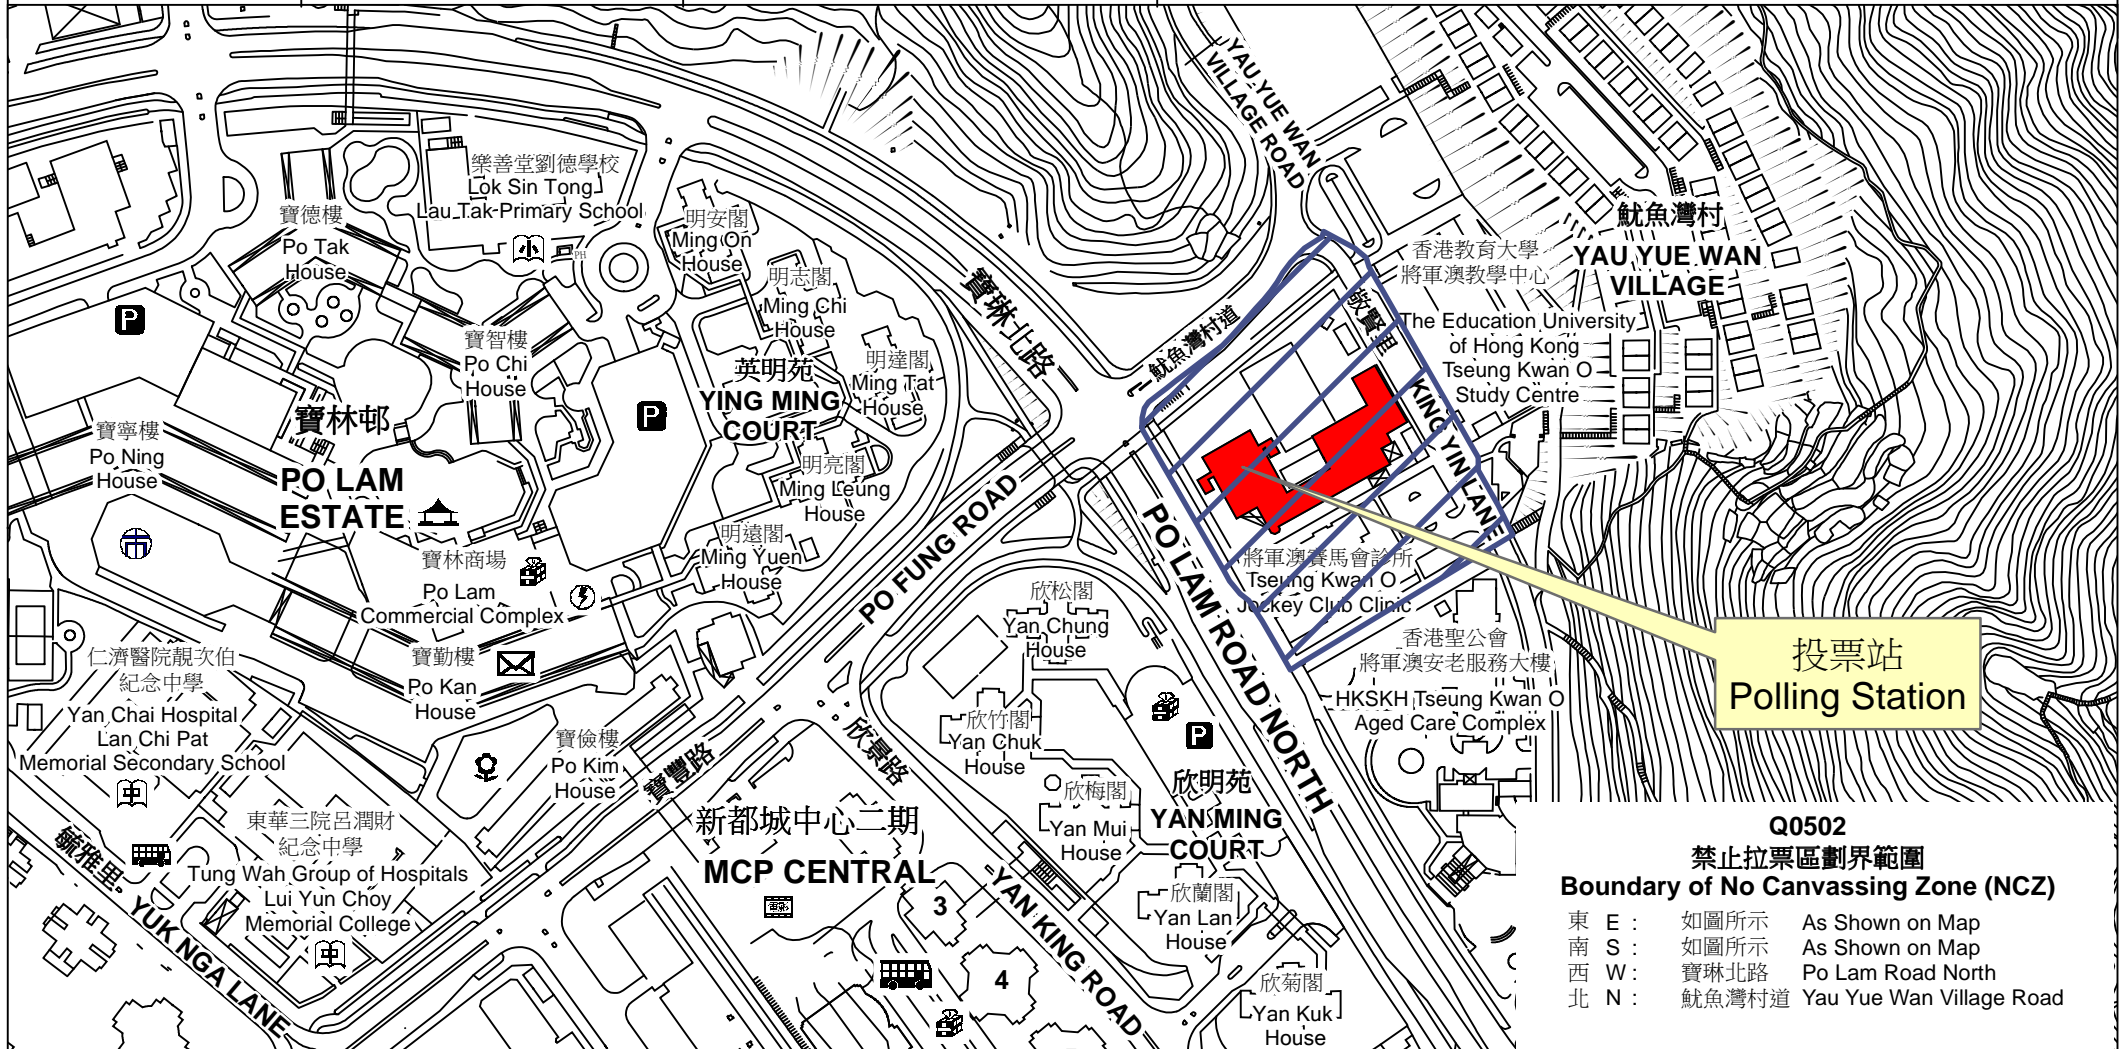 YAU YUE WAN
VILLAGE ROAD
樂善堂劉德學校
Lok Sin Tong
Lau Tak Primary School
小
PH
寶德樓
Po Tak
House
明安閣
Ming On
House
明志閣
Ming Chi
House
明達閣
Ming Tat
House
寶琳北路
魷魚灣村道
敬賢里
香港教育大學
將軍澳教學中心
The Education University
of Hong Kong
Tseung Kwan O
Study Centre
魷魚灣村
YAU YUE WAN
VILLAGE
P
寶智樓
Po Chi
House
P
英明苑
YING MING
COURT
寶林邨
PO LAM
ESTATE
寶寧樓
Po Ning
House
明亮閣
Ming Leung
House
明遠閣
Ming Yuen
House
PO FUNG ROAD
KING YIN LANE
PO LAM ROAD NORTH
將軍澳賽馬會診所
Tseung Kwan O
Jockey Club Clinic
寶林商場
Po Lam
Commercial Complex
欣松閣
Yan Chung
House
香港聖公會
將軍澳安老服務大樓
HKSKH Tseung Kwan O
Aged Care Complex
投票站
Polling Station
仁濟醫院靚次伯
紀念中學
Yan Chai Hospital
Lan Chi Pat
Memorial Secondary School
中
寶勤樓
Po Kan
House
寶儉樓
Po Kim
House
寶豐路
欣景路
欣竹閣
Yan Chuk
House
P
欣梅閣
Yan Mui
House
欣明苑
YAN MING
COURT
新都城中心二期
MCP CENTRAL
東華三院呂潤財
紀念中學
Tung Wah Group of Hospitals
Lui Yun Choy
Memorial College
中
毓雅里
YUK NGA LANE
3
4
YAN KING ROAD
欣蘭閣
Yan Lan
House
欣菊閣
Yan Kuk
House
Q0502
禁止拉票區劃界範圍
Boundary of No Canvassing Zone (NCZ)
東 E : 如圖所示 As Shown on Map
南 S : 如圖所示 As Shown on Map
西 W : 寶琳北路 Po Lam Road North
北 N : 魷魚灣村道 Yau Yue Wan Village Road